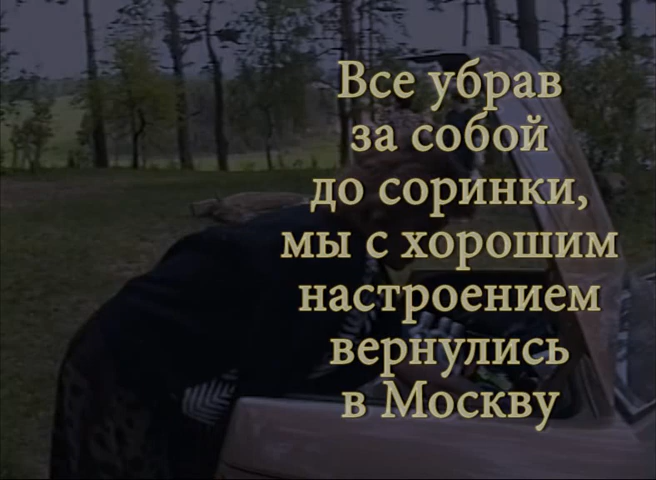 Все убрав
за собой
до соринки,
мы с хорошим
настроением
вернулись
в Москву